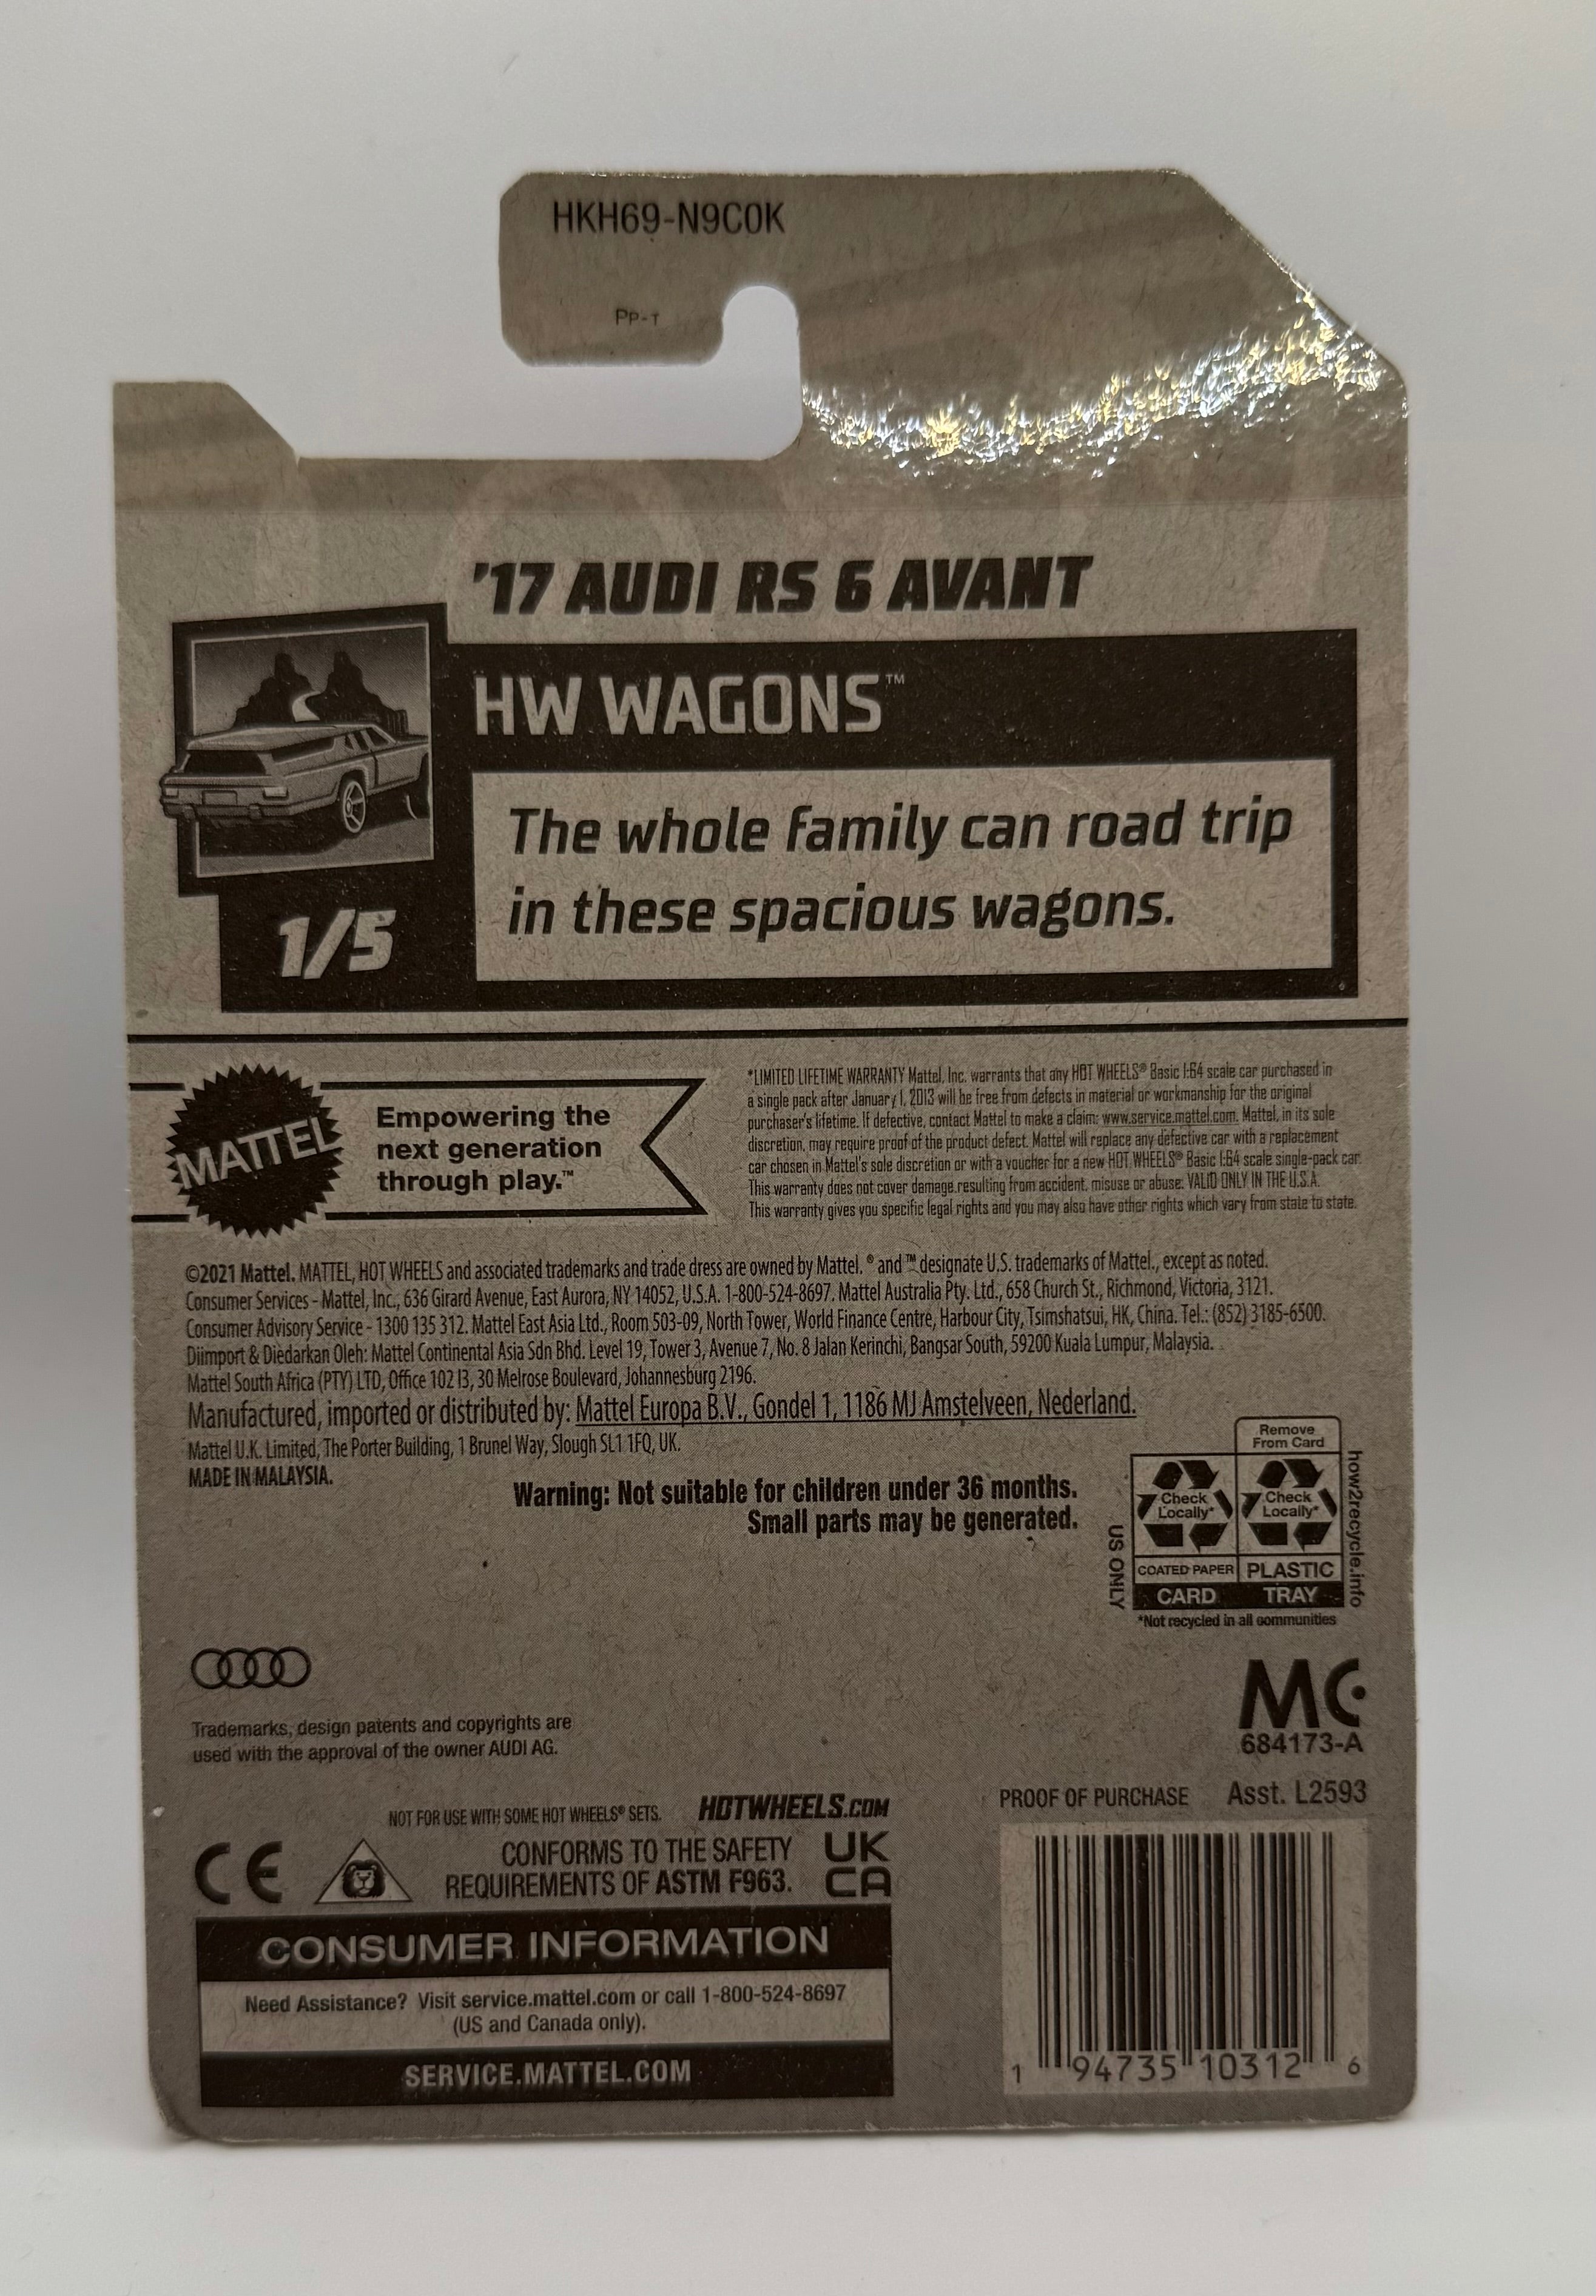 HKH69-N9C0K
PP-T
'17 AUDI RS 6 AVANT
HW WAGONS™
The whole family can road trip
in these spacious wagons.
1/5
MATTEL
Empowering the
next generation
through play.™
*LIMITED LIFETIME WARRANTY Mattel, Inc. warrants that any HOT WHEELS® Basic 1:64 scale car purchased in
a single pack after January 1, 2013 will be free from defects in material or workmanship for the original
purchaser's lifetime. If defective, contact Mattel to make a claim: www.service.mattel.com. Mattel, in its sole
discretion, may require proof of the product defect. Mattel will replace any defective car with a replacement
car chosen in Mattel's sole discretion or with a voucher for a new HOT WHEELS® Basic 1:64 scale single-pack car.
This warranty does not cover damage resulting from accident, misuse or abuse. VALID ONLY IN THE U.S.A.
This warranty gives you specific legal rights and you may also have other rights which vary from state to state.
©2021 Mattel. MATTEL, HOT WHEELS and associated trademarks and trade dress are owned by Mattel. ® and ™ designate U.S. trademarks of Mattel., except as noted.
Consumer Services - Mattel, Inc., 636 Girard Avenue, East Aurora, NY 14052, U.S.A. 1-800-524-8697. Mattel Australia Pty. Ltd., 658 Church St., Richmond, Victoria, 3121.
Consumer Advisory Service - 1300 135 312. Mattel East Asia Ltd., Room 503-09, North Tower, World Finance Centre, Harbour City, Tsimshatsui, HK, China. Tel.: (852) 3185-6500.
Diimport & Diedarkan Oleh: Mattel Continental Asia Sdn Bhd. Level 19, Tower 3, Avenue 7, No. 8 Jalan Kerinchi, Bangsar South, 59200 Kuala Lumpur, Malaysia.
Mattel South Africa (PTY) LTD, Office 102 I3, 30 Melrose Boulevard, Johannesburg 2196.
Manufactured, imported or distributed by: Mattel Europa B.V., Gondel 1, 1186 MJ Amstelveen, Nederland.
Mattel U.K. Limited, The Porter Building, 1 Brunel Way, Slough SL1 1FQ, UK.
MADE IN MALAYSIA.
Warning: Not suitable for children under 36 months.
Small parts may be generated.
US ONLY
Remove
From Card
Check
Locally*
Check
Locally*
COATED PAPER
PLASTIC
CARD
TRAY
how2recycle.info
*Not recycled in all communities
Trademarks, design patents and copyrights are
used with the approval of the owner AUDI AG.
MC
684173-A
PROOF OF PURCHASE Asst. L2593
NOT FOR USE WITH SOME HOT WHEELS® SETS. HOTWHEELS.COM
CE
CONFORMS TO THE SAFETY
REQUIREMENTS OF ASTM F963.
UK
CA
CONSUMER INFORMATION
Need Assistance? Visit service.mattel.com or call 1-800-524-8697
(US and Canada only).
SERVICE.MATTEL.COM
1 94735 10312 6